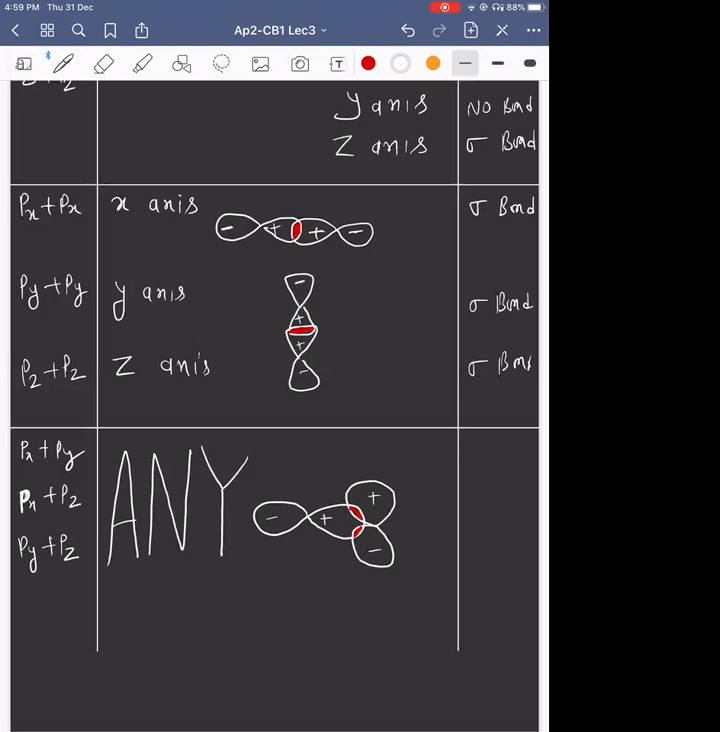 4:59 PM Thu 31 Dec 88%
Ap2-CB1 Lec3
y axis No Bond
z axis σ Bond
Px+Px x axis - + + - σ Bond
Py+Py y axis - + + - σ Bond
Pz+Pz z axis σ Bond
Px+Py
Px+Pz ANY - + + -
Py+Pz